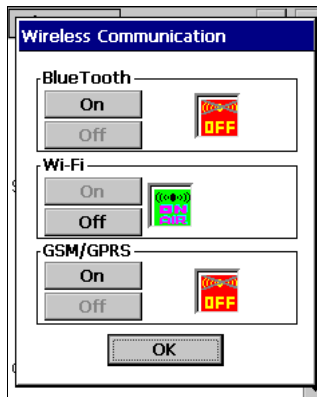 Wireless Communication
BlueTooth
On
Off
OFF
Wi-Fi
On
Off
ON
AIR
GSM/GPRS
On
Off
OFF
OK